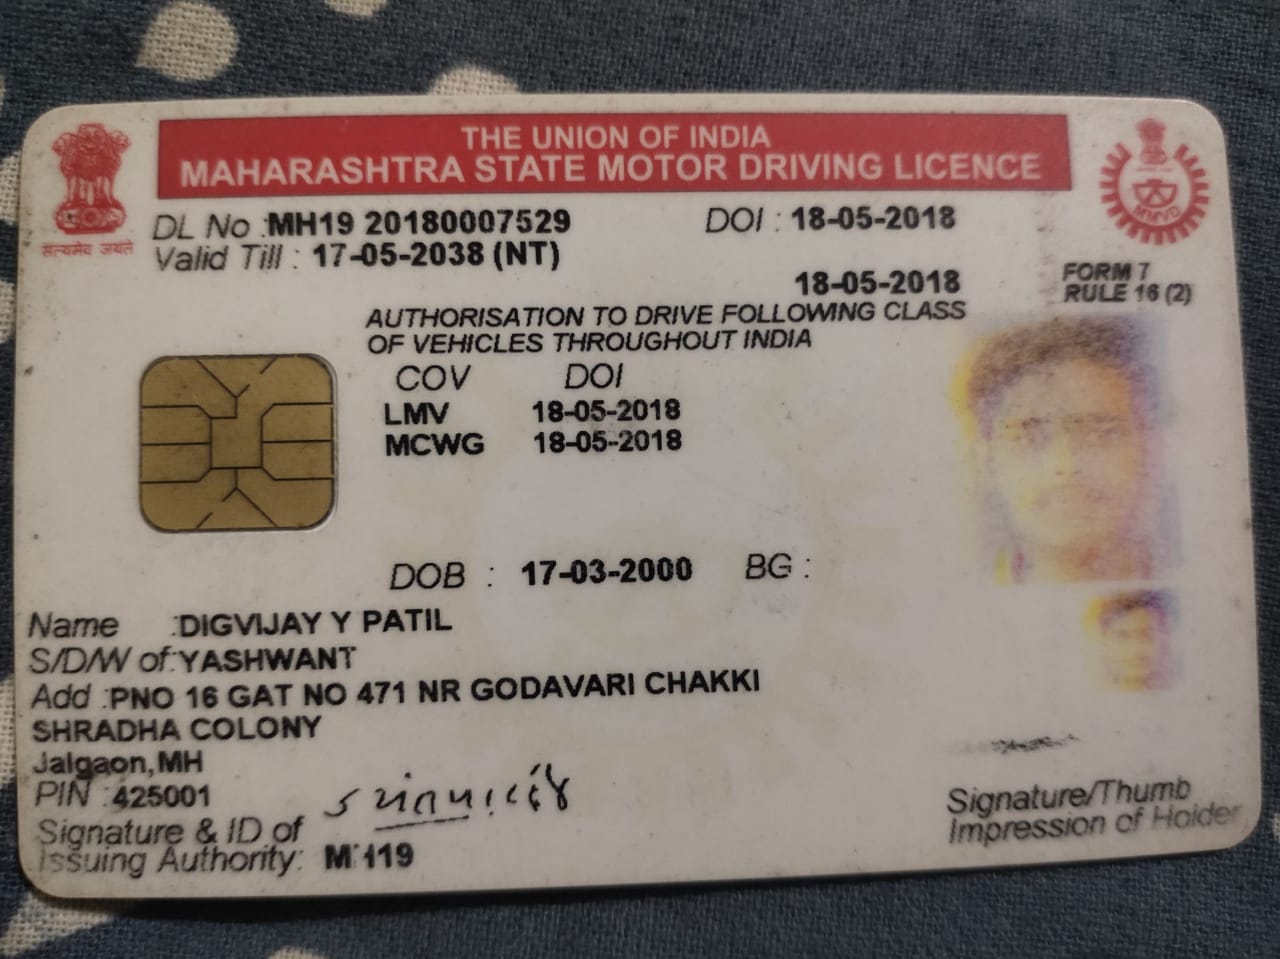 THE UNION OF INDIA
MAHARASHTRA STATE MOTOR DRIVING LICENCE
सत्यमेव जयते
MMVD
DL No :MH19 20180007529 DOI : 18-05-2018
Valid Till : 17-05-2038 (NT)
18-05-2018
FORM 7
RULE 16 (2)
AUTHORISATION TO DRIVE FOLLOWING CLASS
OF VEHICLES THROUGHOUT INDIA
COV DOI
LMV 18-05-2018
MCWG 18-05-2018
DOB : 17-03-2000 BG :
Name :DIGVIJAY Y PATIL
S/D/W of:YASHWANT
Add :PNO 16 GAT NO 471 NR GODAVARI CHAKKI
SHRADHA COLONY
Jalgaon,MH
PIN :425001
Signature & ID of
Issuing Authority: MH19
Signature/Thumb
Impression of Holder